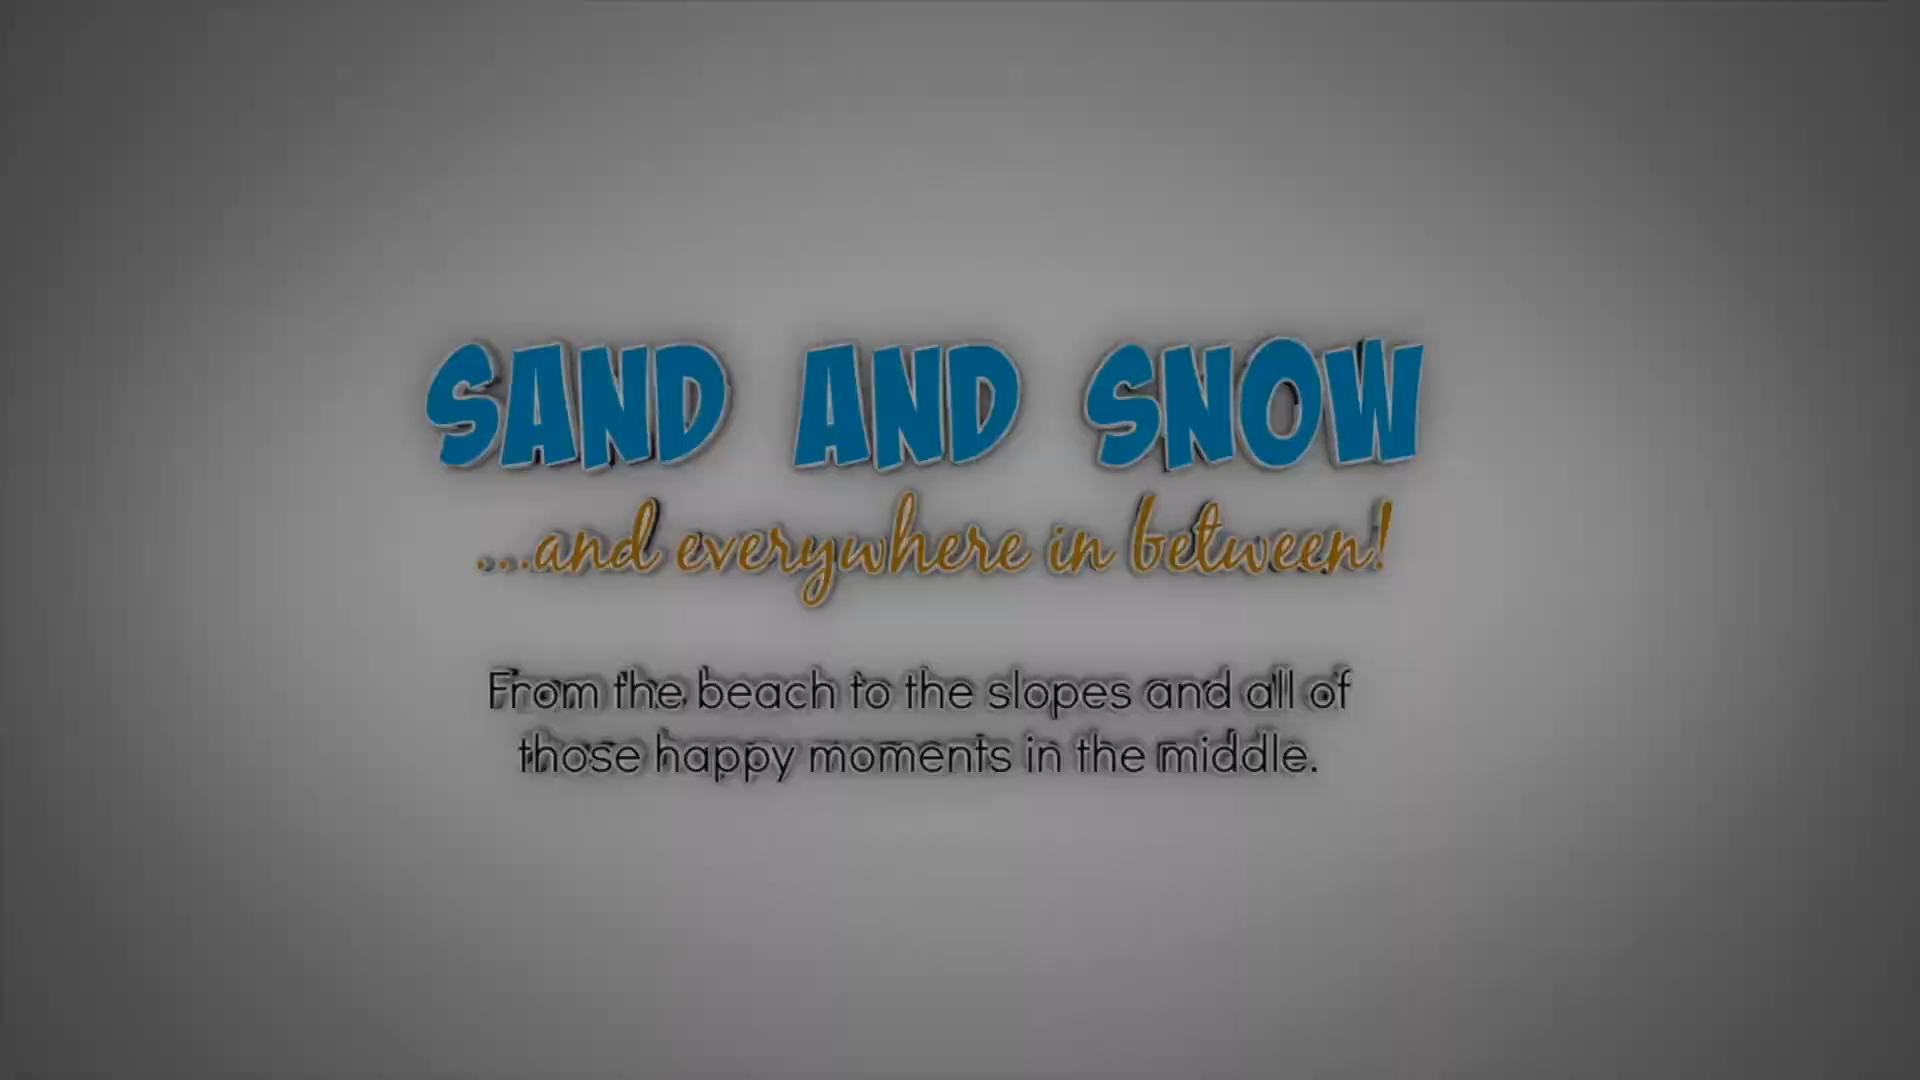 SAND AND SNOW
...and everywhere in between!
From the beach to the slopes and all of
those happy moments in the middle.